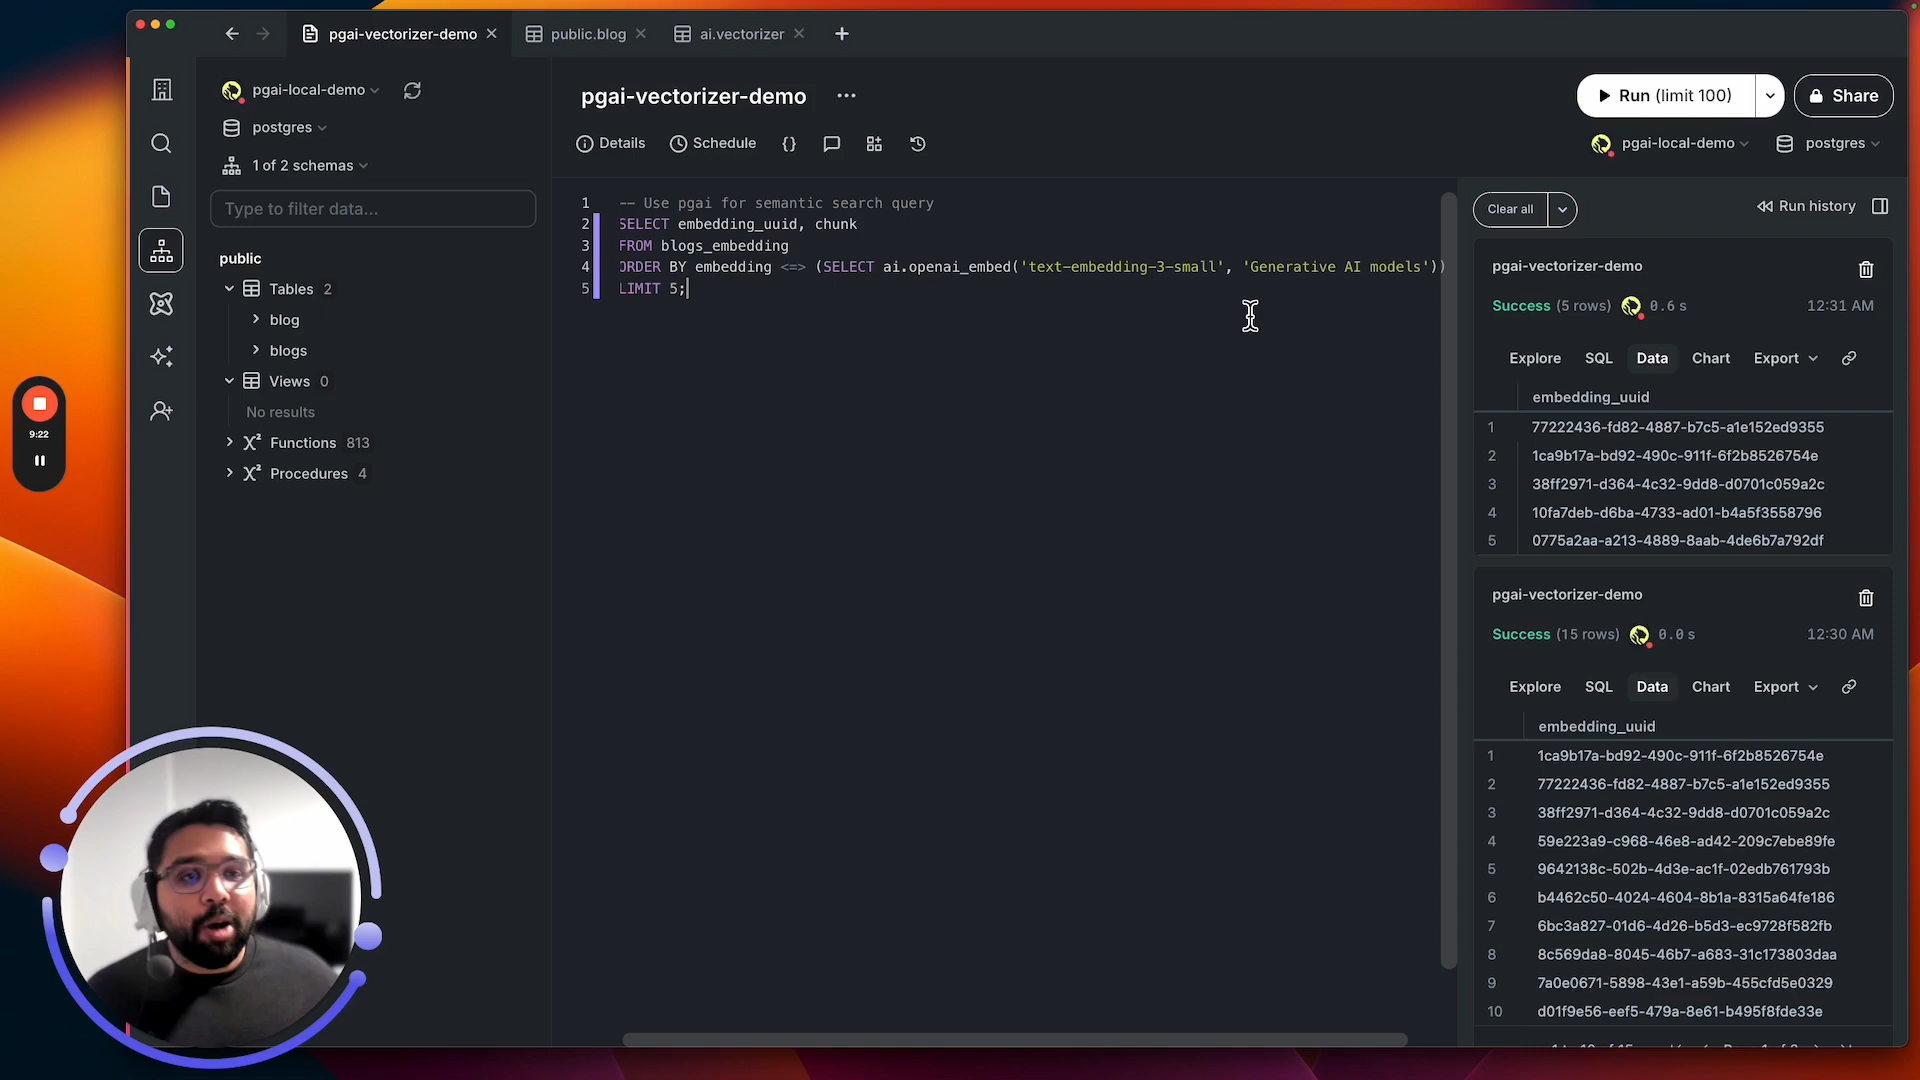 pgai-vectorizer-demo
public.blog
ai.vectorizer
pgai-local-demo
postgres
1 of 2 schemas
Type to filter data...
public
Tables 2
blog
blogs
Views 0
No results
Functions 813
Procedures 4
9:22
pgai-vectorizer-demo
Run (limit 100)
Share
Details
Schedule
pgai-local-demo
postgres
1 -- Use pgai for semantic search query
2 SELECT embedding_uuid, chunk
3 FROM blogs_embedding
4 ORDER BY embedding <=> (SELECT ai.openai_embed('text-embedding-3-small', 'Generative AI models'))
5 LIMIT 5;
Clear all
Run history
pgai-vectorizer-demo
Success (5 rows) 0.6 s 12:31 AM
Explore SQL Data Chart Export
embedding_uuid
1 77222436-fd82-4887-b7c5-a1e152ed9355
2 1ca9b17a-bd92-490c-911f-6f2b8526754e
3 38ff2971-d364-4c32-9dd8-d0701c059a2c
4 10fa7deb-d6ba-4733-ad01-b4a5f3558796
5 0775a2aa-a213-4889-8aab-4de6b7a792df
pgai-vectorizer-demo
Success (15 rows) 0.0 s 12:30 AM
Explore SQL Data Chart Export
embedding_uuid
1 1ca9b17a-bd92-490c-911f-6f2b8526754e
2 77222436-fd82-4887-b7c5-a1e152ed9355
3 38ff2971-d364-4c32-9dd8-d0701c059a2c
4 59e223a9-c968-46e8-ad42-209c7ebe89fe
5 9642138c-502b-4d3e-ac1f-02edb761793b
6 b4462c50-4024-4604-8b1a-8315a64fe186
7 6bc3a827-01d6-4d26-b5d3-ec9728f582fb
8 8c569da8-8045-46b7-a683-31c173803daa
9 7a0e0671-5898-43e1-a59b-455cfd5e0329
10 d01f9e56-eef5-479a-8e61-b495f8fde33e